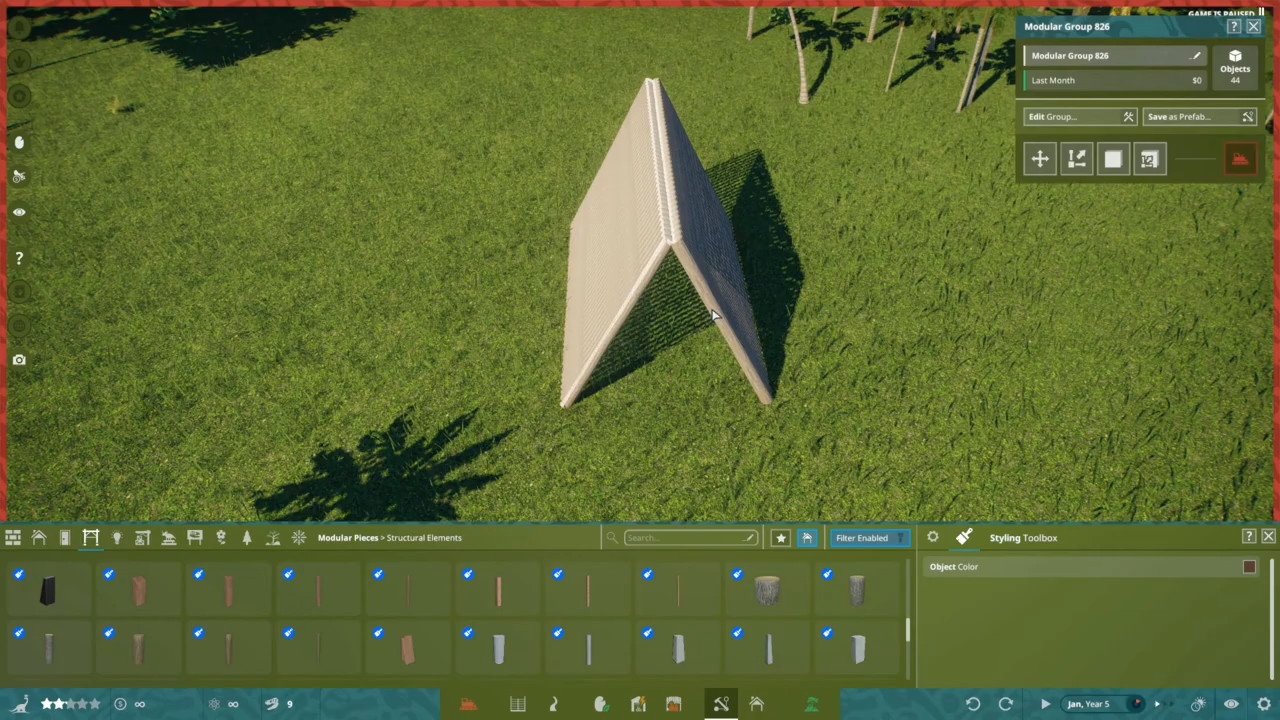 GAME IS PAUSED
Modular Group 826
?
Modular Group 826
Objects
44
Last Month $0
Edit Group...
Save as Prefab...
12
?
Modular Pieces > Structural Elements
Search...
Filter Enabled
Styling Toolbox
?
Object Color
∞
∞
9
Jan, Year 5